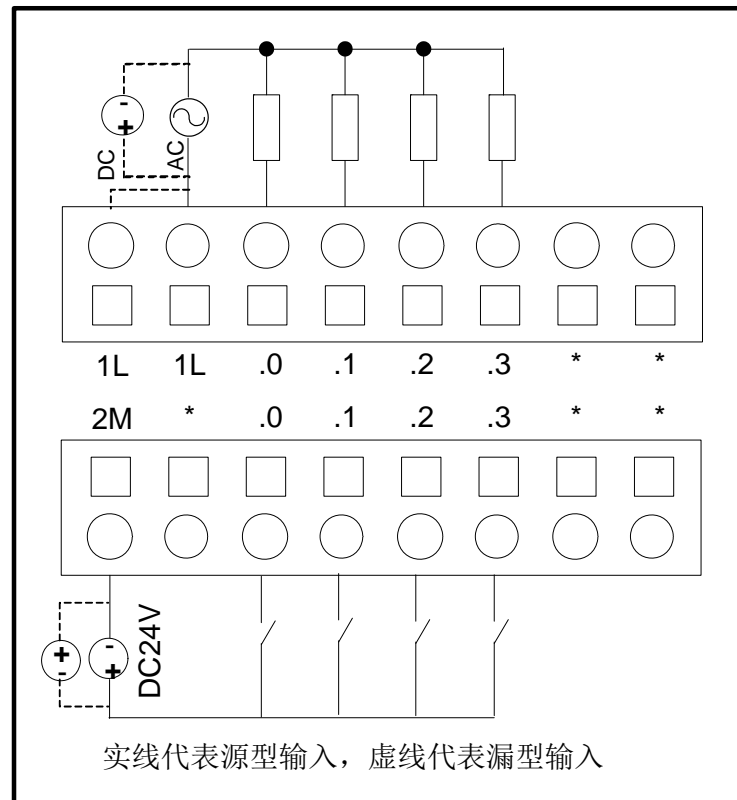 -
+
DC
AC
1L 1L .0 .1 .2 .3 * *
2M * .0 .1 .2 .3 * *
+ -
- +
DC24V
实线代表源型输入，虚线代表漏型输入